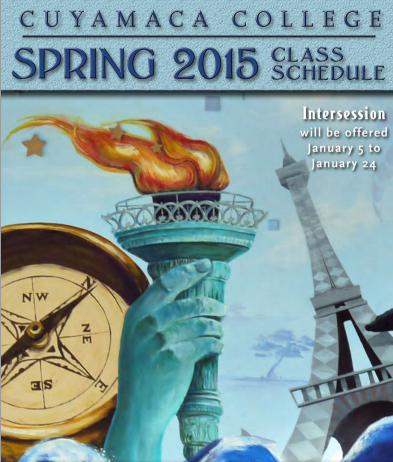 CUYAMACA COLLEGE
SPRING 2015 CLASS SCHEDULE
Intersession
will be offered
January 5 to
January 24
NW
N
NE
E
SE